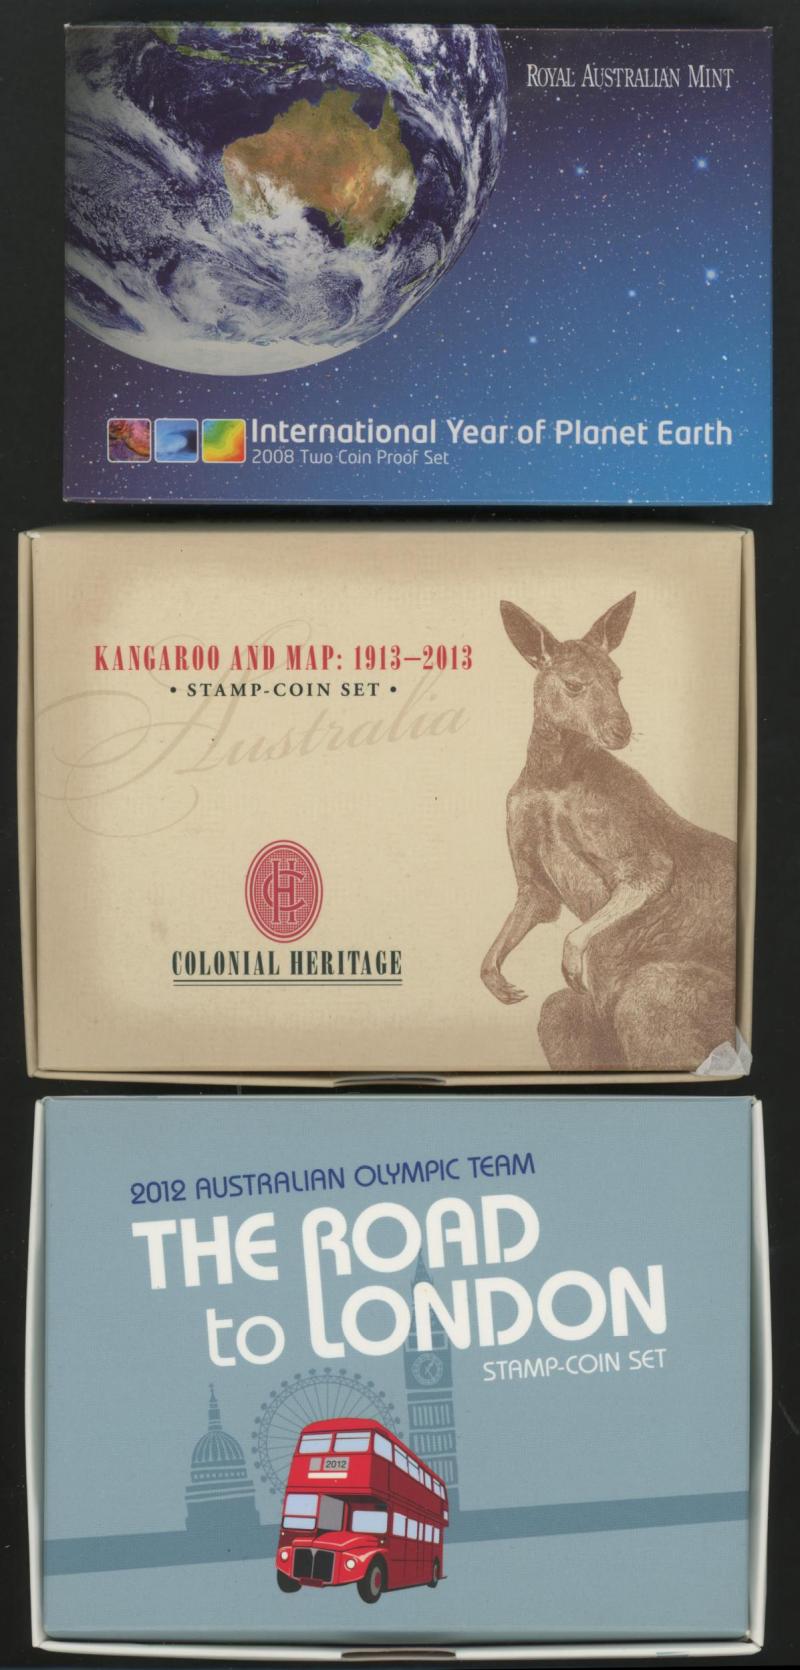 ROYAL AUSTRALIAN MINT
International Year of Planet Earth
2008 Two Coin Proof Set
KANGAROO AND MAP: 1913–2013
• STAMP-COIN SET •
Australia
CH
COLONIAL HERITAGE
2012 AUSTRALIAN OLYMPIC TEAM
THE ROAD
to LONDON
STAMP-COIN SET
2012